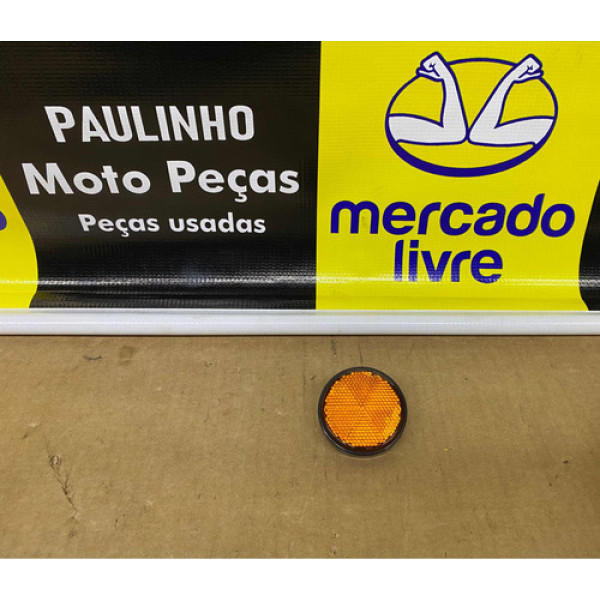 PAULINHO
Moto Peças
Peças usadas
mercado
livre